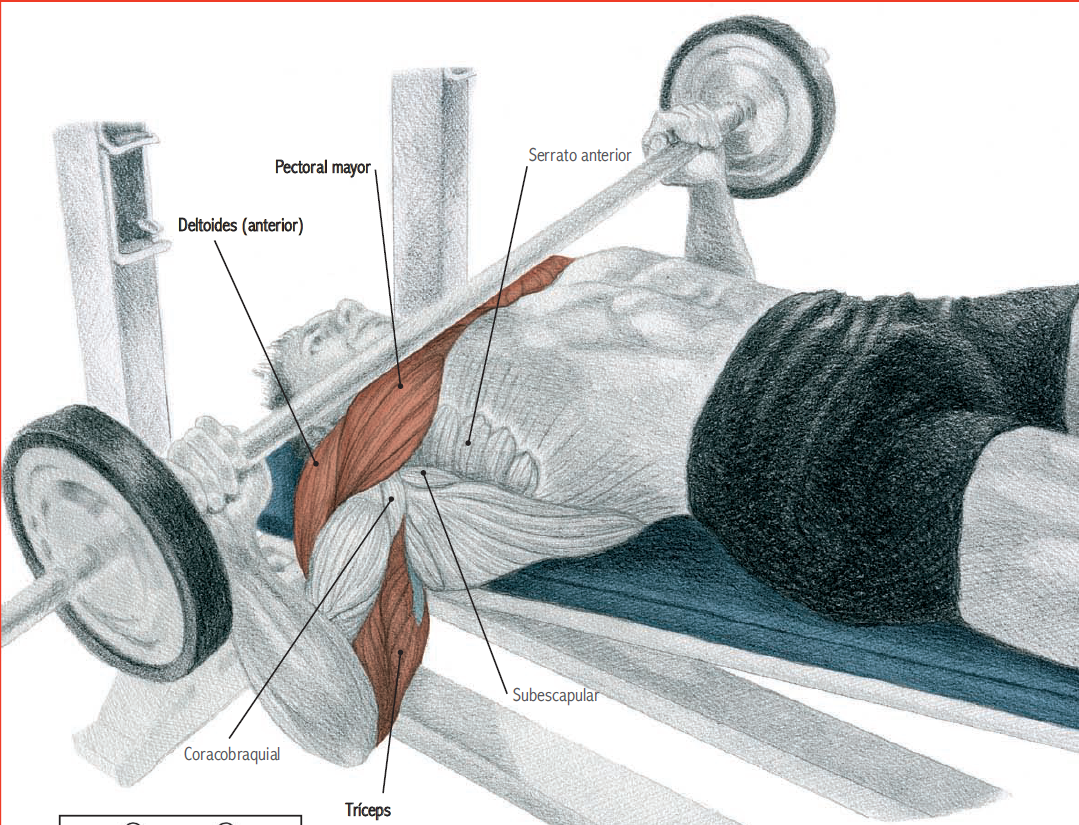 Serrato anterior
Pectoral mayor
Deltoides (anterior)
Subescapular
Coracobraquial
Tríceps